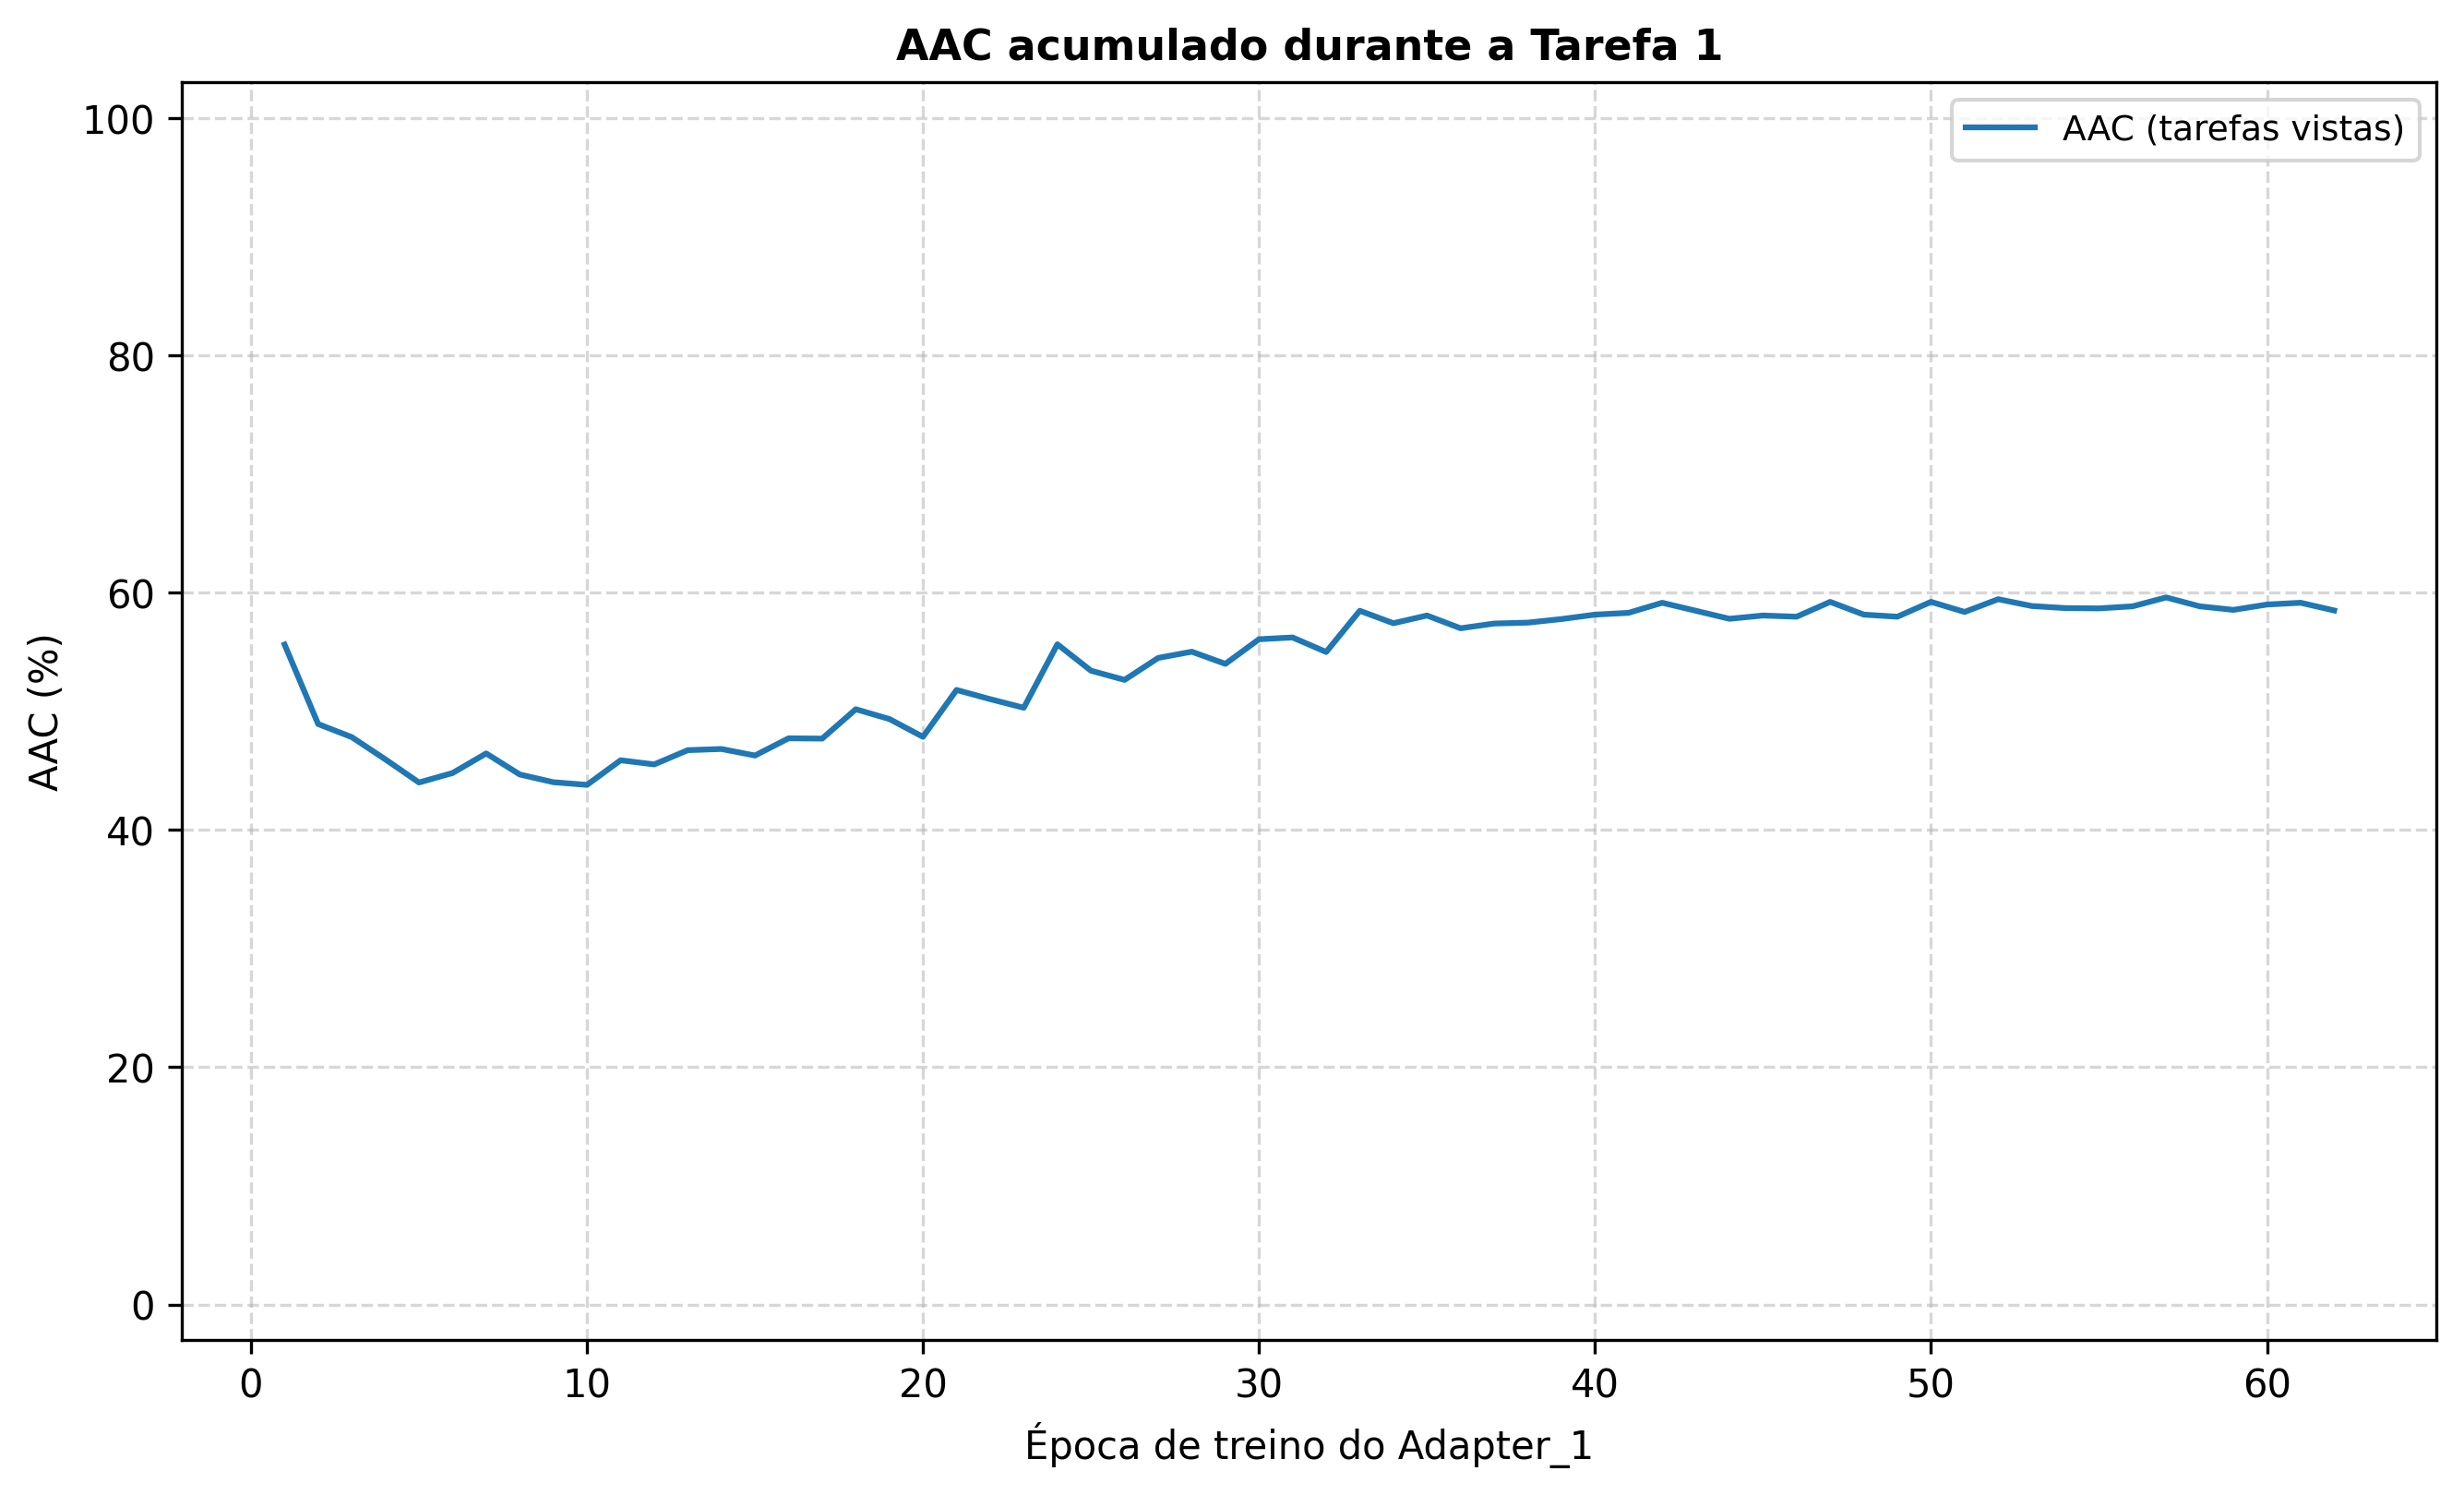 AAC acumulado durante a Tarefa 1
AAC (tarefas vistas)
100
80
60
40
20
0
AAC (%)
0 10 20 30 40 50 60
Época de treino do Adapter_1